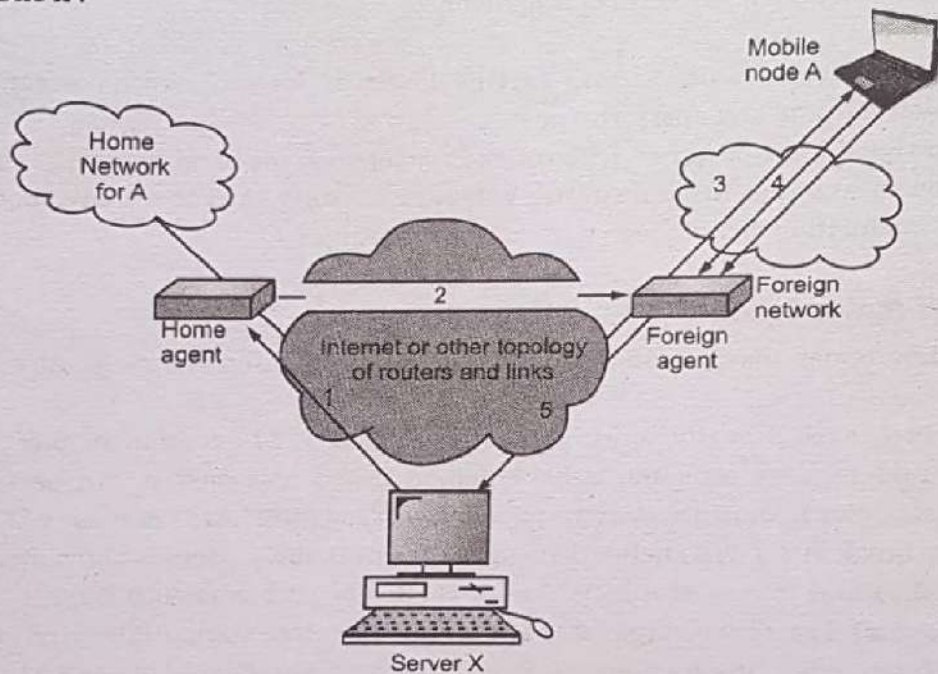 Mobile
node A
Home
Network
for A
3
4
2
Home
agent
Foreign
network
Foreign
agent
Internet or other topology
of routers and links
1
5
Server X